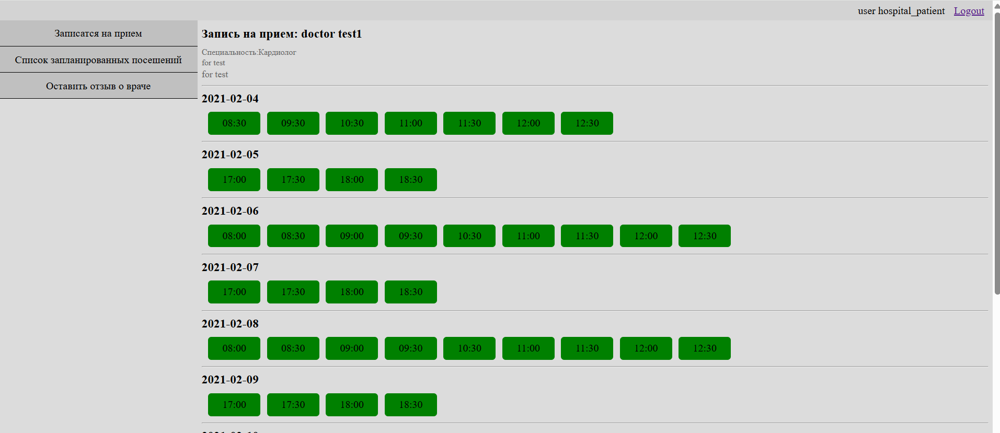 user hospital_patient Logout
Записатся на прием
Список запланированных посешений
Оставить отзыв о враче
Запись на прием: doctor test1
Специальность:Кардиолог
for test
for test
2021-02-04
08:30 09:30 10:30 11:00 11:30 12:00 12:30
2021-02-05
17:00 17:30 18:00 18:30
2021-02-06
08:00 08:30 09:00 09:30 10:30 11:00 11:30 12:00 12:30
2021-02-07
17:00 17:30 18:00 18:30
2021-02-08
08:00 08:30 09:00 09:30 10:30 11:00 11:30 12:00 12:30
2021-02-09
17:00 17:30 18:00 18:30